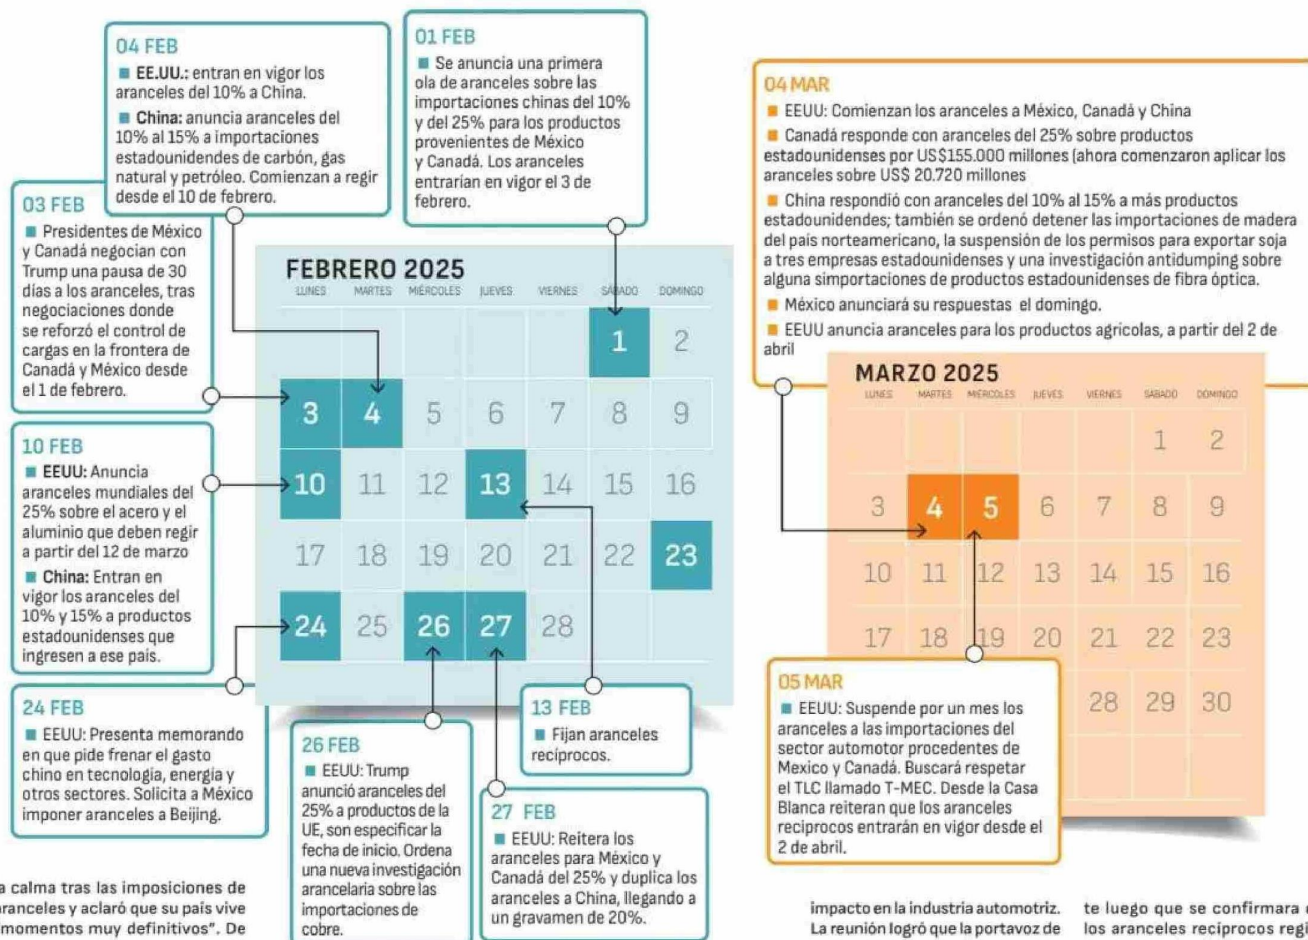 04 FEB
■ EE.UU.: entran en vigor los
aranceles del 10% a China.
■ China: anuncia aranceles del
10% al 15% a importaciones
estadounidendes de carbón, gas
natural y petróleo. Comienzan a regir
desde el 10 de febrero.
01 FEB
■ Se anuncia una primera
ola de aranceles sobre las
importaciones chinas del 10%
y del 25% para los productos
provenientes de México
y Canadá. Los aranceles
entrarían en vigor el 3 de
febrero.
03 FEB
■ Presidentes de México
y Canadá negocian con
Trump una pausa de 30
días a los aranceles, tras
negociaciones donde
se reforzó el control de
cargas en la frontera de
Canadá y México desde
el 1 de febrero.
10 FEB
■ EEUU: Anuncia
aranceles mundiales del
25% sobre el acero y el
aluminio que deben regir
a partir del 12 de marzo
■ China: Entran en
vigor los aranceles del
10% y 15% a productos
estadounidenses que
ingresen a ese país.
24 FEB
■ EEUU: Presenta memorando
en que pide frenar el gasto
chino en tecnología, energía y
otros sectores. Solicita a México
imponer aranceles a Beijing.
FEBRERO 2025
LUNES MARTES MIÉRCOLES JUEVES VIERNES SÁBADO DOMINGO
1 2
3 4 5 6 7 8 9
10 11 12 13 14 15 16
17 18 19 20 21 22 23
24 25 26 27 28
26 FEB
■ EEUU: Trump
anunció aranceles del
25% a productos de la
UE, son especificar la
fecha de inicio. Ordena
una nueva investigación
arancelaria sobre las
importaciones de
cobre.
13 FEB
■ Fijan aranceles
recíprocos.
27 FEB
■ EEUU: Reitera los
aranceles para México y
Canadá del 25% y duplica los
aranceles a China, llegando a
un gravamen de 20%.
04 MAR
■ EEUU: Comienzan los aranceles a México, Canadá y China
■ Canadá responde con aranceles del 25% sobre productos
estadounidenses por US$155.000 millones (ahora comenzaron aplicar los
aranceles sobre US$ 20.720 millones
■ China respondió con aranceles del 10% al 15% a más productos
estadounidendes; también se ordenó detener las importaciones de madera
del país norteamericano, la suspensión de los permisos para exportar soja
a tres empresas estadounidenses y una investigación antidumping sobre
alguna simportaciones de productos estadounidenses de fibra óptica.
■ México anunciará su respuestas el domingo.
■ EEUU anuncia aranceles para los productos agrícolas, a partir del 2 de
abril
MARZO 2025
LUNES MARTES MIÉRCOLES JUEVES VIERNES SÁBADO DOMINGO
1 2
3 4 5 6 7 8 9
10 11 12 13 14 15 16
17 18 19 20 21 22 23
28 29 30
05 MAR
■ EEUU: Suspende por un mes los
aranceles a las importaciones del
sector automotor procedentes de
Mexico y Canadá. Buscará respetar
el TLC llamado T-MEC. Desde la Casa
Blanca reiteran que los aranceles
reciprocos entrarán en vigor desde el
2 de abril.
a calma tras las imposiciones de
aranceles y aclaró que su país vive
momentos muy definitivos". De
impacto en la industria automotriz.
La reunión logró que la portavoz de
te luego que se confirmara
los aranceles recíprocos